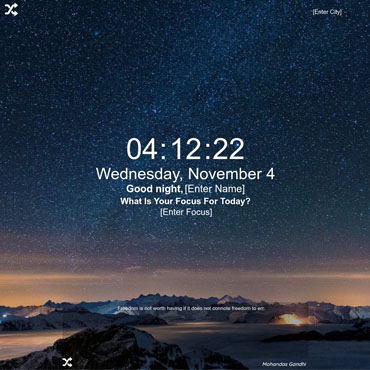 [Enter City]
04:12:22
Wednesday, November 4
Good night, [Enter Name]
What Is Your Focus For Today?
[Enter Focus]
Freedom is not worth having if it does not connote freedom to err.
Mohandas Gandhi